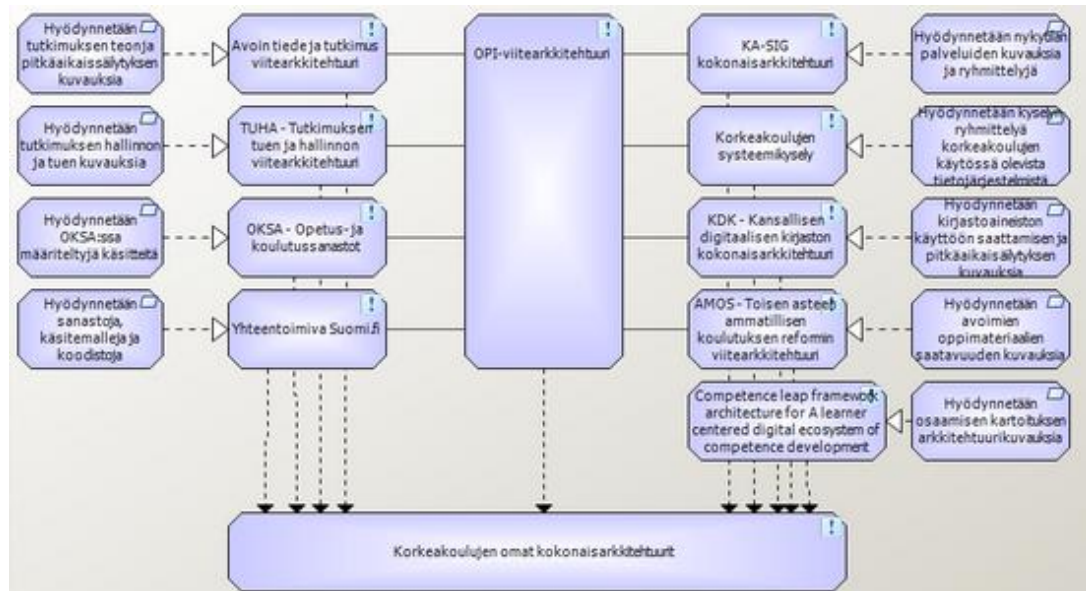 Hyödynnetään
tutkimuksen teon ja
pitkäaikaissälytyksen
kuvauksia
Avoin tiede ja tutkimus
viitearkkitehtuuri
OPI-viitearkkitehtuuri
KA-SIG
kokonaisarkkitehtuuri
Hyödynnetään nykytilan
palveluiden kuvauksia
ja ryhmittelyjä
Hyödynnetään
tutkimuksen hallinnon
ja tuen kuvauksia
TUHA - Tutkimuksen
tuen ja hallinnon
viitearkkitehtuuri
Korkeakoulujen
systeemikysely
Hyödynnetään kyselyn
ryhmittelyä
korkeakoulujen
käytössä olevista
tietojärjestelmistä
Hyödynnetään
OKSA:ssa
määriteltyjä käsitteitä
OKSA - Opetus- ja
koulutussanastot
KDK - Kansallisen
digitaalisen kirjaston
kokonaisarkkitehtuuri
Hyödynnetään
kirjastoaineiston
käyttöön saattamisen ja
pitkäaikaisälytyksen
kuvauksia
Hyödynnetään
sanastoja,
käsitemalleja ja
koodistoja
Yhteentoimiva Suomi.fi
AMOS - Toisen asteen
ammatillisen
koulutuksen reformin
viitearkkitehtuuri
Hyödynnetään
avoimien
oppimateriaalien
saatavuuden kuvauksia
Competence leap framework
architecture for A learner
centered digital ecosystem of
competence development
Hyödynnetään
osaamisen kartoituksen
arkkitehtuurikuvauksia
Korkeakoulujen omat kokonaisarkkitehtuurit